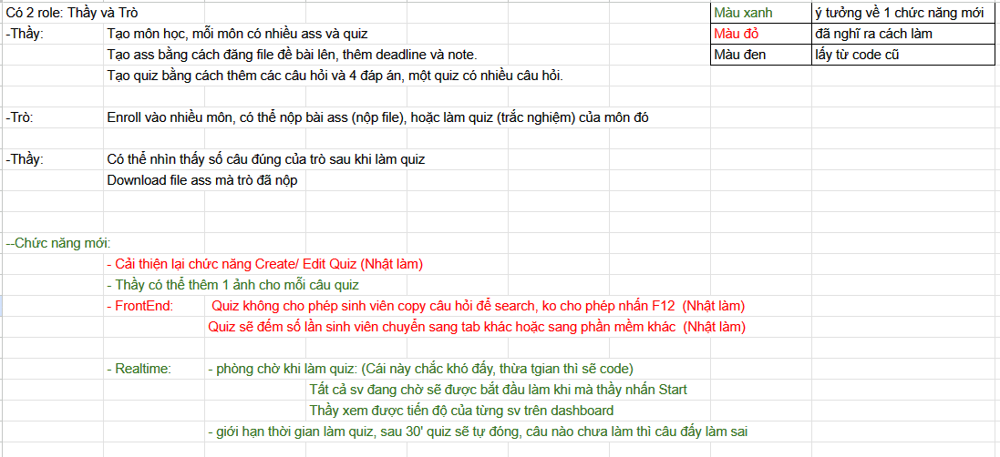 Có 2 role: Thầy và Trò
Màu xanh ý tưởng về 1 chức năng mới
-Thầy: Tạo môn học, mỗi môn có nhiều ass và quiz
Màu đỏ đã nghĩ ra cách làm
Tạo ass bằng cách đăng file đề bài lên, thêm deadline và note.
Màu đen lấy từ code cũ
Tạo quiz bằng cách thêm các câu hỏi và 4 đáp án, một quiz có nhiều câu hỏi.
-Trò: Enroll vào nhiều môn, có thể nộp bài ass (nộp file), hoặc làm quiz (trắc nghiệm) của môn đó
-Thầy: Có thể nhìn thấy số câu đúng của trò sau khi làm quiz
Download file ass mà trò đã nộp
--Chức năng mới:
- Cải thiện lại chức năng Create/ Edit Quiz (Nhật làm)
- Thầy có thể thêm 1 ảnh cho mỗi câu quiz
- FrontEnd: Quiz không cho phép sinh viên copy câu hỏi để search, ko cho phép nhấn F12 (Nhật làm)
Quiz sẽ đếm số lần sinh viên chuyển sang tab khác hoặc sang phần mềm khác (Nhật làm)
- Realtime: - phòng chờ khi làm quiz: (Cái này chắc khó đấy, thừa tgian thì sẽ code)
Tất cả sv đang chờ sẽ được bắt đầu làm khi mà thầy nhấn Start
Thầy xem được tiến độ của từng sv trên dashboard
- giới hạn thời gian làm quiz, sau 30' quiz sẽ tự đóng, câu nào chưa làm thì câu đấy làm sai